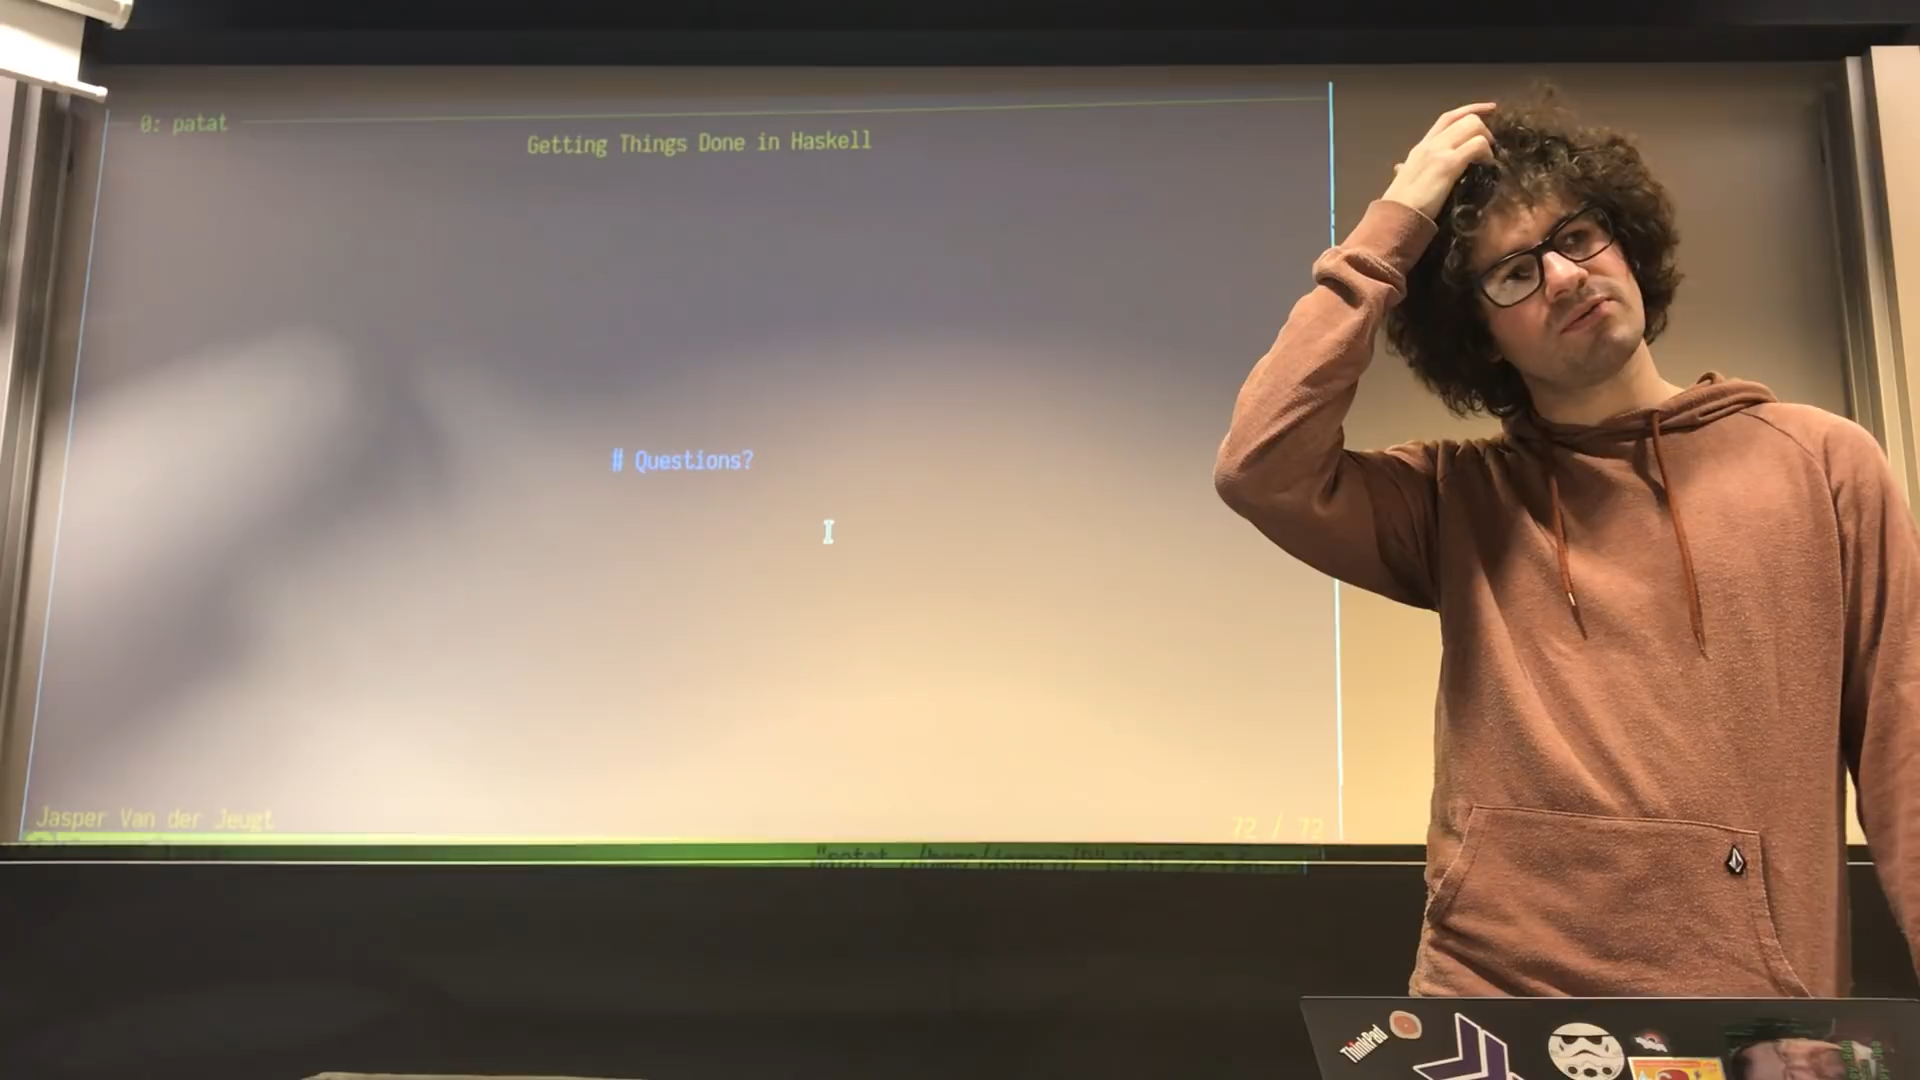 0: patat
Getting Things Done in Haskell
# Questions?
Jasper Van der Jeugt
72 / 72
ThinkPad